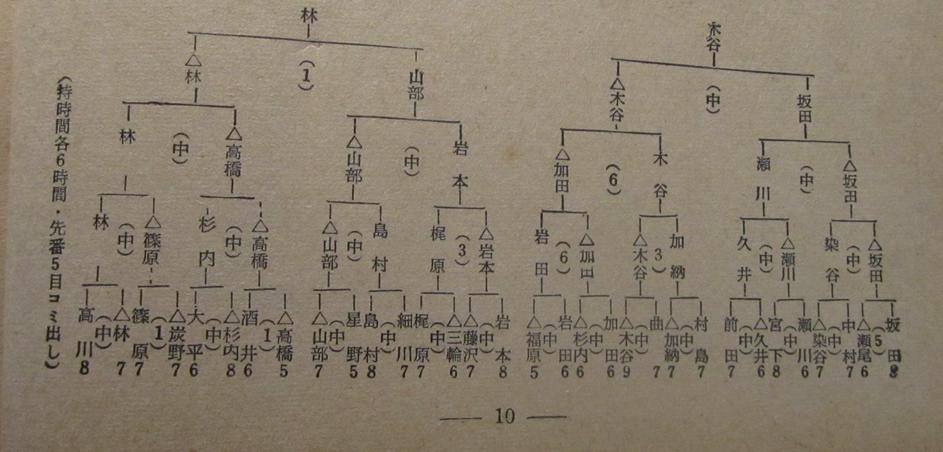 林
△林
(1)
山部
林
(中)
△高橋
△山部
(中)
岩本
林
(中)
△篠原
杉内
(中)
△高橋
△山部
(中)
島村
梶原
(3)
△岩本
高川8
(中)
△林7
篠原7
(1)
△炭野7
大平6
(中)
△杉内8
酒井6
(1)
△高橋5
△山部7
(中)
星野5
島村8
(中)
細川7
梶原7
(中)
△三輪6
△藤沢7
(中)
岩本8
木谷
△木谷
(中)
坂田
△加田
(6)
木谷
瀬川
(中)
△坂田
岩田
(6)
△加田
△木谷
3)
加納
久井
(中)
△瀬川
染谷
(中)
△坂田
△福原5
(中)
岩田6
△杉内6
(中)
加田6
△木谷9
(中)
曲7
△加納7
(中)
村島7
前田7
(中)
△久井6
宮下8
(中)
瀬川6
△染谷7
(中)
中村7
△瀬尾6
(5)
坂田
(持時間各6時間・先番5目コミ出し)
— 10 —